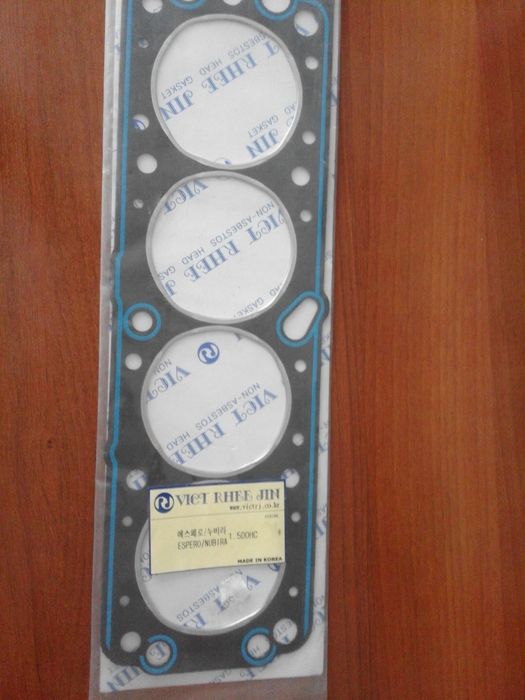 VICT RHEE JIN
NON-ASBESTOS HEAD GASKET
VICT RHEE JIN
NON-ASBESTOS HEAD GASKET
VICT RHEE
NON-ASBESTOS HEAD
VICT RHEE JIN
www.victrj.co.kr
에스페로/누비라
ESPERO/NUBIRA 1.5DOHC
MADE IN KOREA